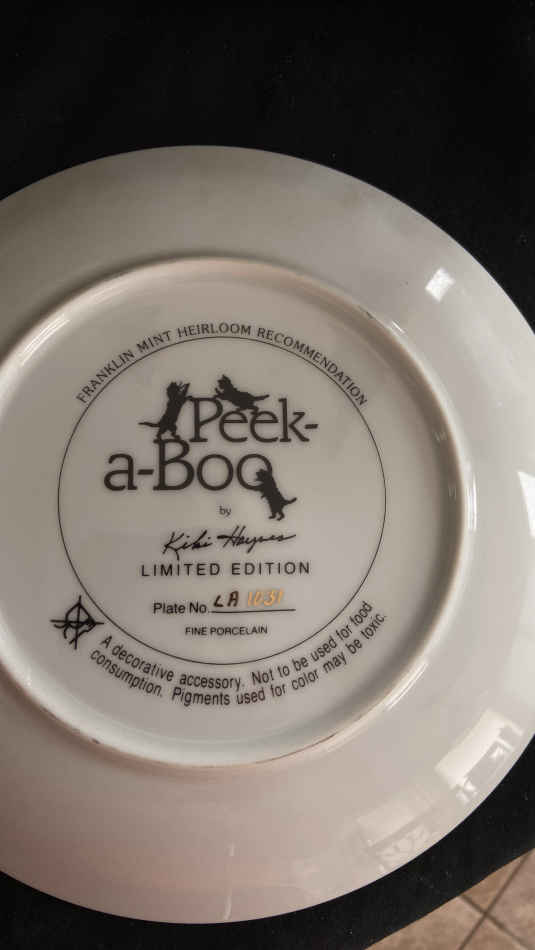 FRANKLIN MINT HEIRLOOM RECOMMENDATION
Peek-
a-Boo
by
Kiki Haynes
LIMITED EDITION
Plate No. LA 1031
FINE PORCELAIN
A decorative accessory. Not to be used for food
consumption. Pigments used for color may be toxic.